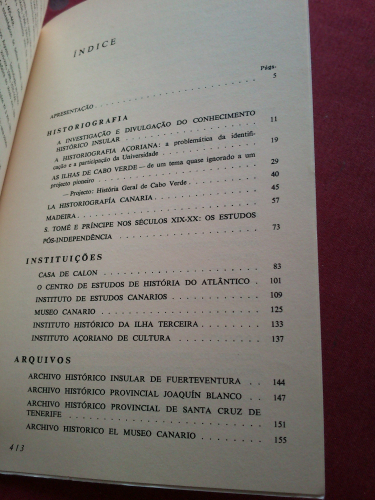 ÍNDICE
Págs.
APRESENTAÇÃO . . . . . . . . . . . . . . . 5
HISTORIOGRAFIA
A INVESTIGAÇÃO E DIVULGAÇÃO DO CONHECIMENTO
HISTÓRICO INSULAR . . . . . . . . . . . . 11
A HISTORIOGRAFIA AÇORIANA: a problemática da identifi-
cação e a participação da Universidade . . . . . . 19
AS ILHAS DE CABO VERDE — de um tema quase ignorado a um
projecto pioneiro . . . . . . . . . . . . 29
—Projecto: História Geral de Cabo Verde . . . . . . 40
LA HISTORIOGRAFÍA CANARIA . . . . . . . . . 45
MADEIRA . . . . . . . . . . . . . . . 57
S. TOMÉ E PRÍNCIPE NOS SÉCULOS XIX-XX: OS ESTUDOS
PÓS-INDEPENDÊNCIA . . . . . . . . . . . . 73
INSTITUIÇÕES
CASA DE CALON . . . . . . . . . . . . 83
O CENTRO DE ESTUDOS DE HISTÓRIA DO ATLÂNTICO . 101
INSTITUTO DE ESTUDOS CANARIOS . . . . . . . 109
MUSEO CANARIO . . . . . . . . . . . . 125
INSTITUTO HISTÓRICO DA ILHA TERCEIRA . . . . . 133
INSTITUTO AÇORIANO DE CULTURA . . . . . . . 137
ARQUIVOS
ARCHIVO HISTÓRICO INSULAR DE FUERTEVENTURA . . 144
ARCHIVO HISTÓRICO PROVINCIAL JOAQUÍN BLANCO . 147
ARCHIVO HISTÓRICO PROVINCIAL DE SANTA CRUZ DE
TENERIFE . . . . . . . . . . . . . . 151
ARCHIVO HISTORICO EL MUSEO CANARIO . . . . . 155
413